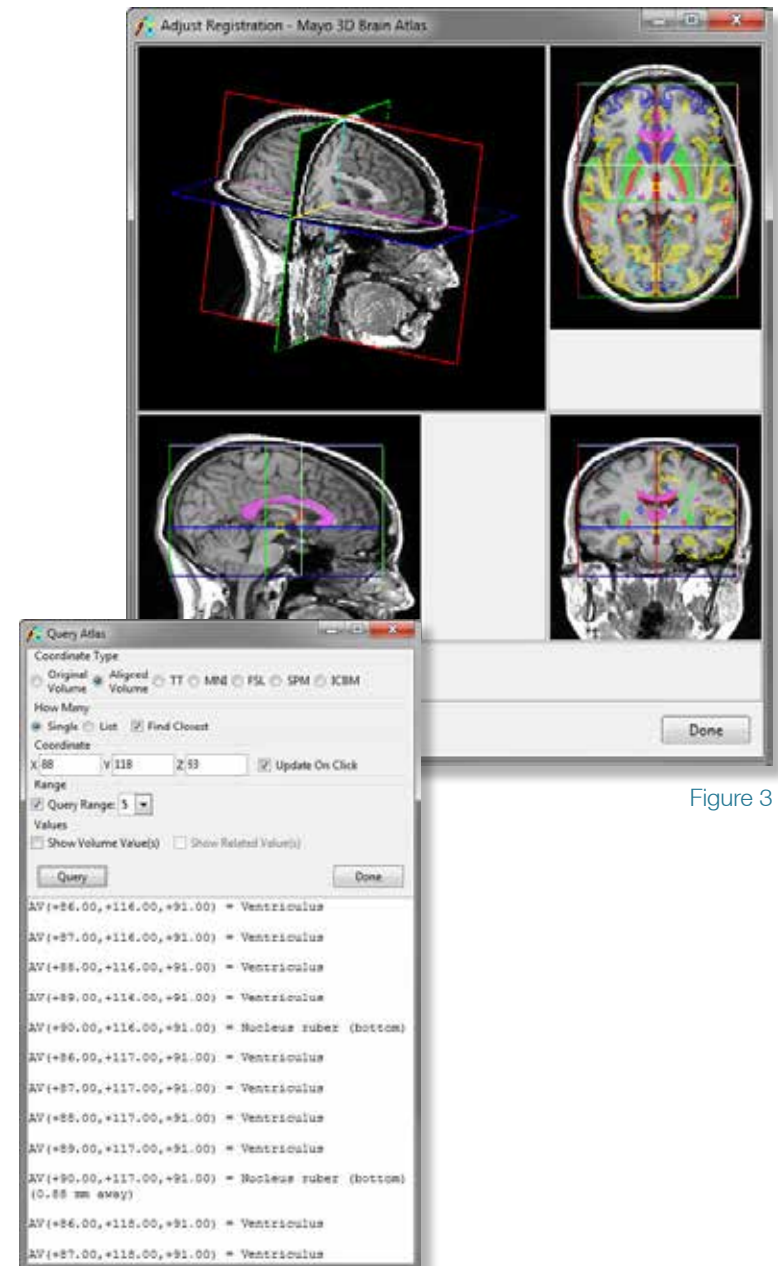 Adjust Registration - Mayo 3D Brain Atlas
Done
Figure 3
Query Atlas
Coordinate Type
Original Volume Aligned Volume TT MNI FSL SPM ICBM
How Many
Single List Find Closest
Coordinate
X 88 Y 118 Z 93 Update On Click
Range
Query Range: 5
Values
Show Volume Value(s) Show Related Value(s)
Query Done
AV(+86.00,+116.00,+91.00) = Ventriculus
AV(+87.00,+116.00,+91.00) = Ventriculus
AV(+88.00,+116.00,+91.00) = Ventriculus
AV(+89.00,+116.00,+91.00) = Ventriculus
AV(+90.00,+116.00,+91.00) = Nucleus ruber (bottom)
AV(+86.00,+117.00,+91.00) = Ventriculus
AV(+87.00,+117.00,+91.00) = Ventriculus
AV(+88.00,+117.00,+91.00) = Ventriculus
AV(+89.00,+117.00,+91.00) = Ventriculus
AV(+90.00,+117.00,+91.00) = Nucleus ruber (bottom)
(0.88 mm away)
AV(+86.00,+118.00,+91.00) = Ventriculus
AV(+87.00,+118.00,+91.00) = Ventriculus